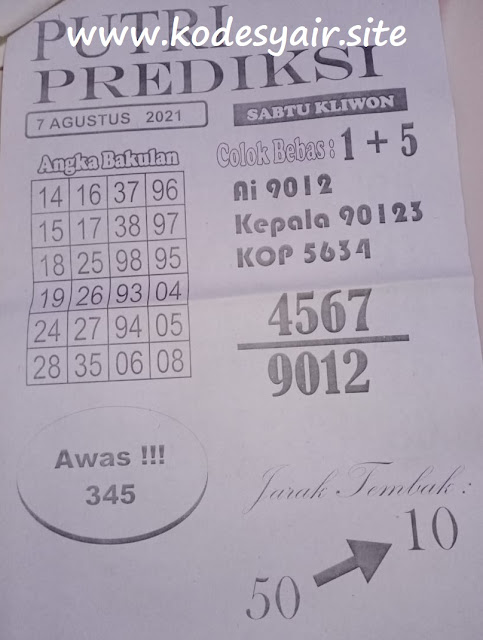 PUTRI
www.kodesyair.site
PREDIKSI
7 AGUSTUS 2021
SABTU KLIWON
Angka Bakulan
14 16 37 96
15 17 38 97
18 25 98 95
19 26 93 04
24 27 94 05
28 35 06 08
Colok Bebas : 1 + 5
Ai 9012
Kepala 90123
KOP 5634
4567
9012
Awas !!!
345
Jarak Tembak :
10
50